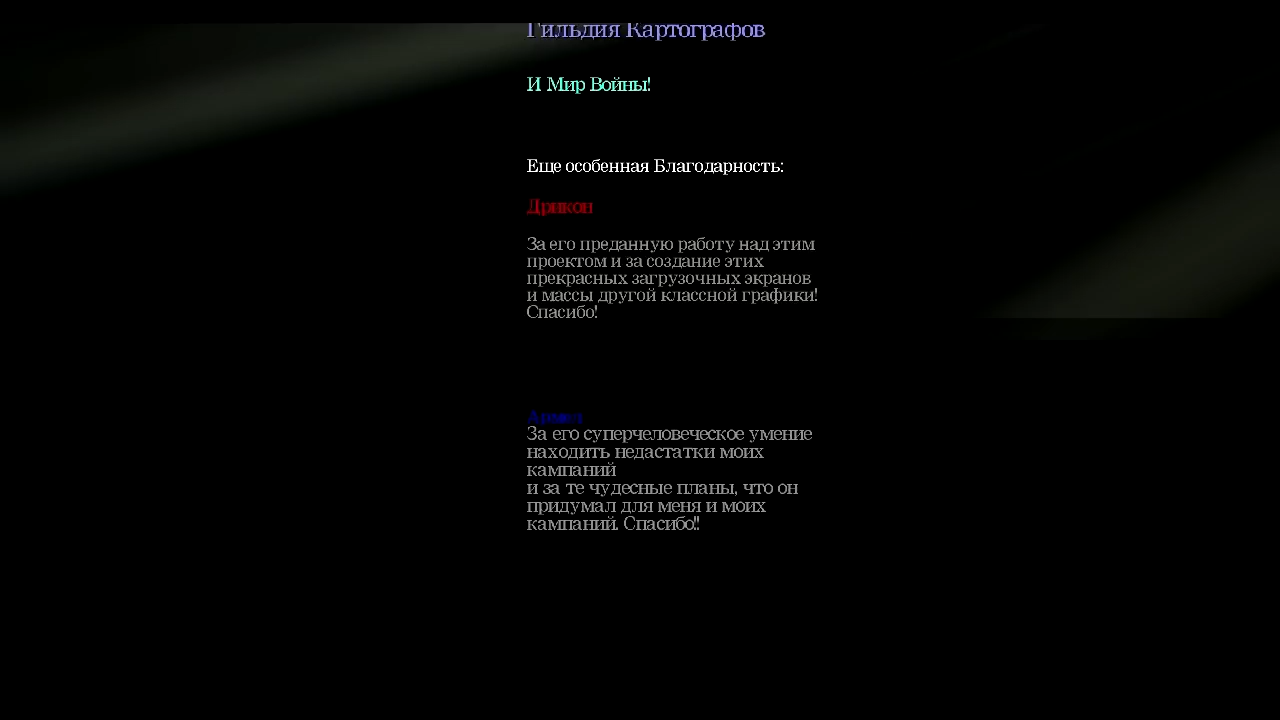 Гильдия Картографов
И Мир Войны!
Еще особенная Благодарность:
Дрикон
За его преданную работу над этим
проектом и за создание этих
прекрасных загрузочных экранов
и массы другой классной графики!
Спасибо!
Армел
За его суперчеловеческое умение
находить недастатки моих
кампаний
и за те чудесные планы, что он
придумал для меня и моих
кампаний. Спасибо!!